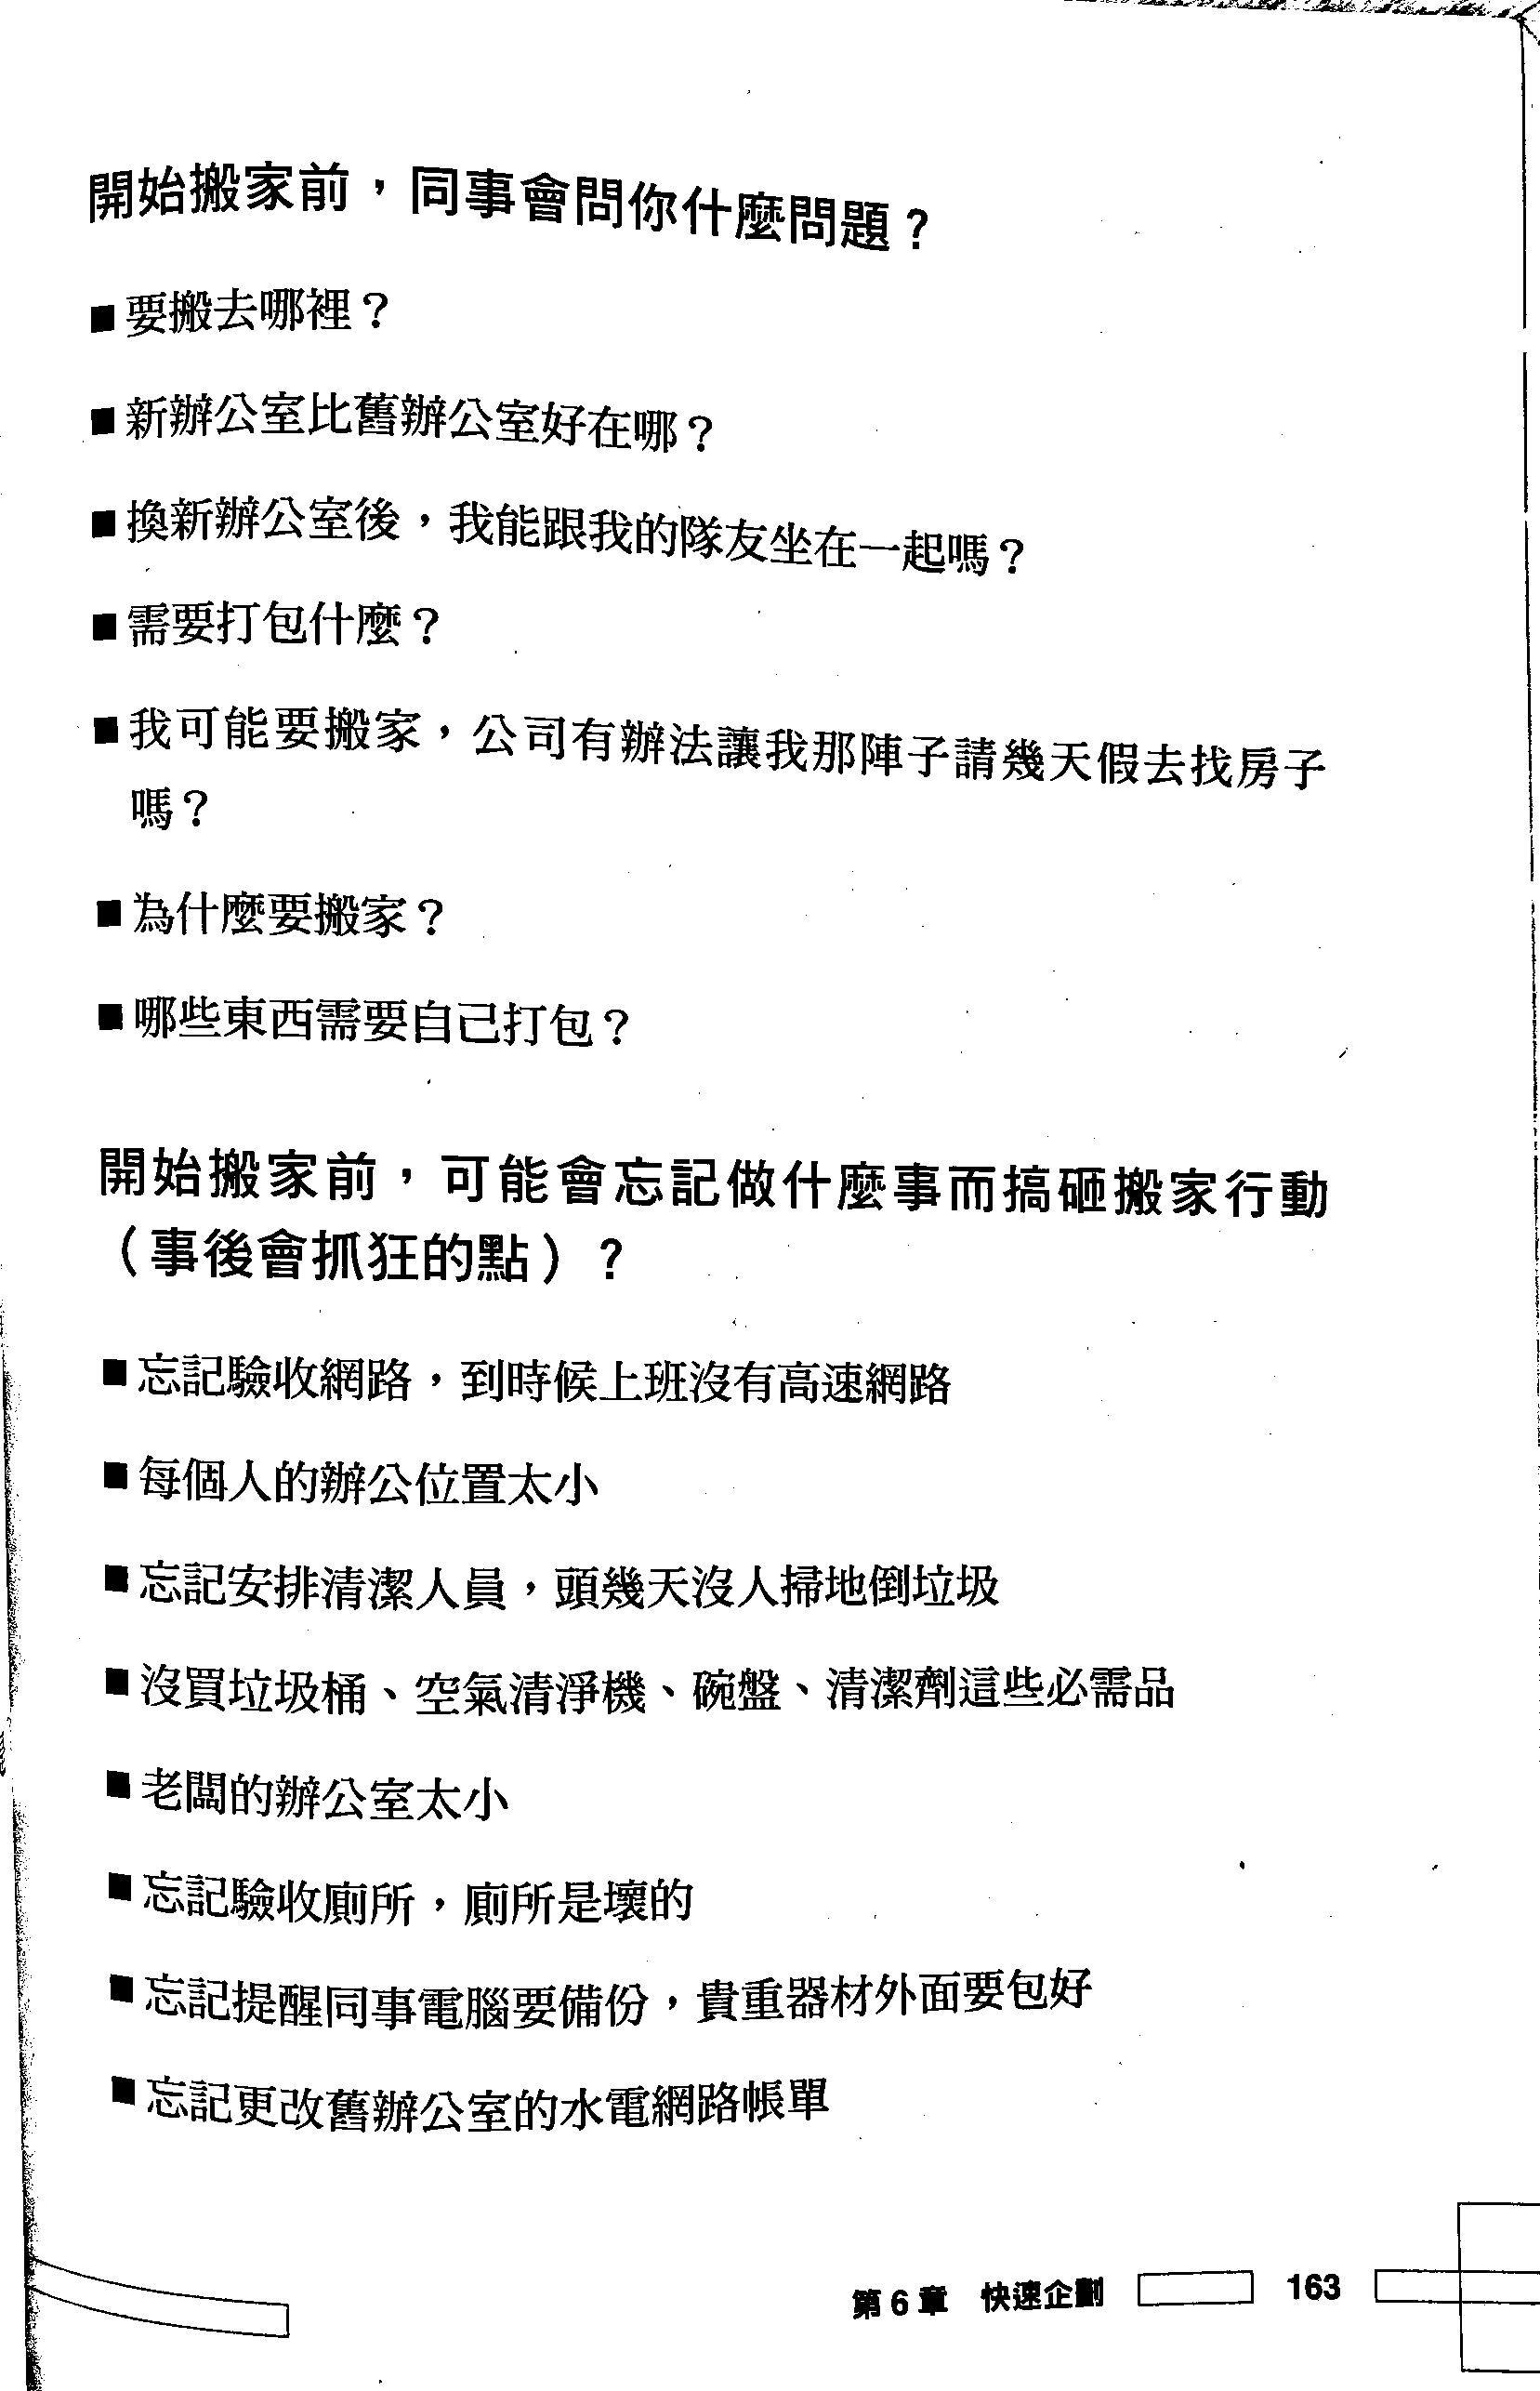 開始搬家前，同事會問你什麼問題？
■要搬去哪裡？
■新辦公室比舊辦公室好在哪？
■換新辦公室後，我能跟我的隊友坐在一起嗎？
■需要打包什麼？
■我可能要搬家，公司有辦法讓我那陣子請幾天假去找房子
嗎？
■為什麼要搬家？
■哪些東西需要自己打包？
開始搬家前，可能會忘記做什麼事而搞砸搬家行動
（事後會抓狂的點）？
■忘記驗收網路，到時候上班沒有高速網路
■每個人的辦公位置太小
■忘記安排清潔人員，頭幾天沒人掃地倒垃圾
■沒買垃圾桶、空氣清淨機、碗盤、清潔劑這些必需品
■老闆的辦公室太小
■忘記驗收廁所，廁所是壞的
■忘記提醒同事電腦要備份，貴重器材外面要包好
■忘記更改舊辦公室的水電網路帳單
第6章 快速企劃 163